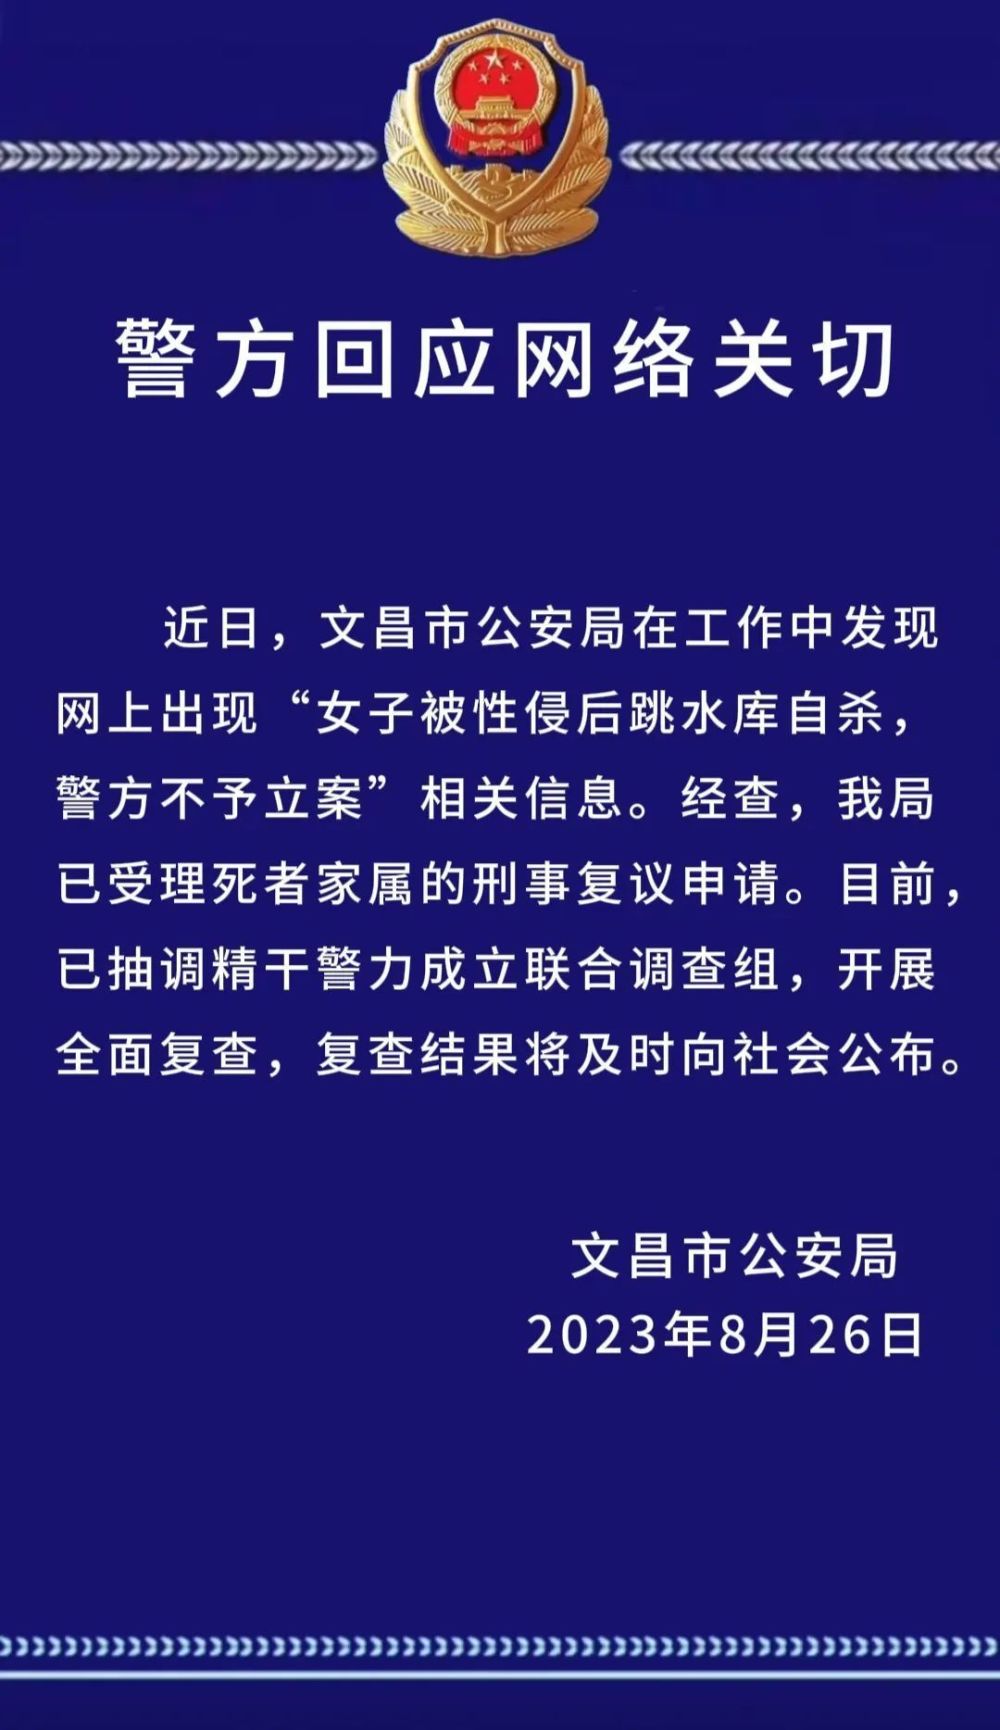 警方回应网络关切
近日，文昌市公安局在工作中发现
网上出现“女子被性侵后跳水库自杀，
警方不予立案”相关信息。经查，我局
已受理死者家属的刑事复议申请。目前，
已抽调精干警力成立联合调查组，开展
全面复查，复查结果将及时向社会公布。
文昌市公安局
2023年8月26日